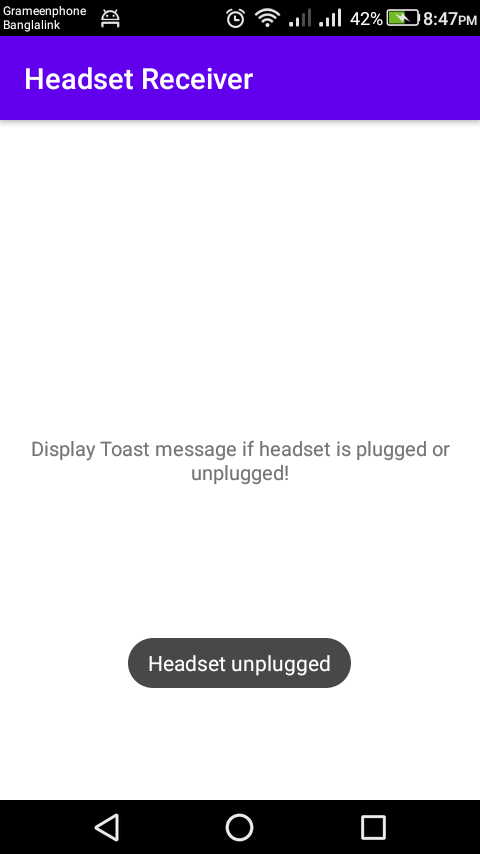 Grameenphone
Banglalink
42% 8:47PM
Headset Receiver
Display Toast message if headset is plugged or
unplugged!
Headset unplugged